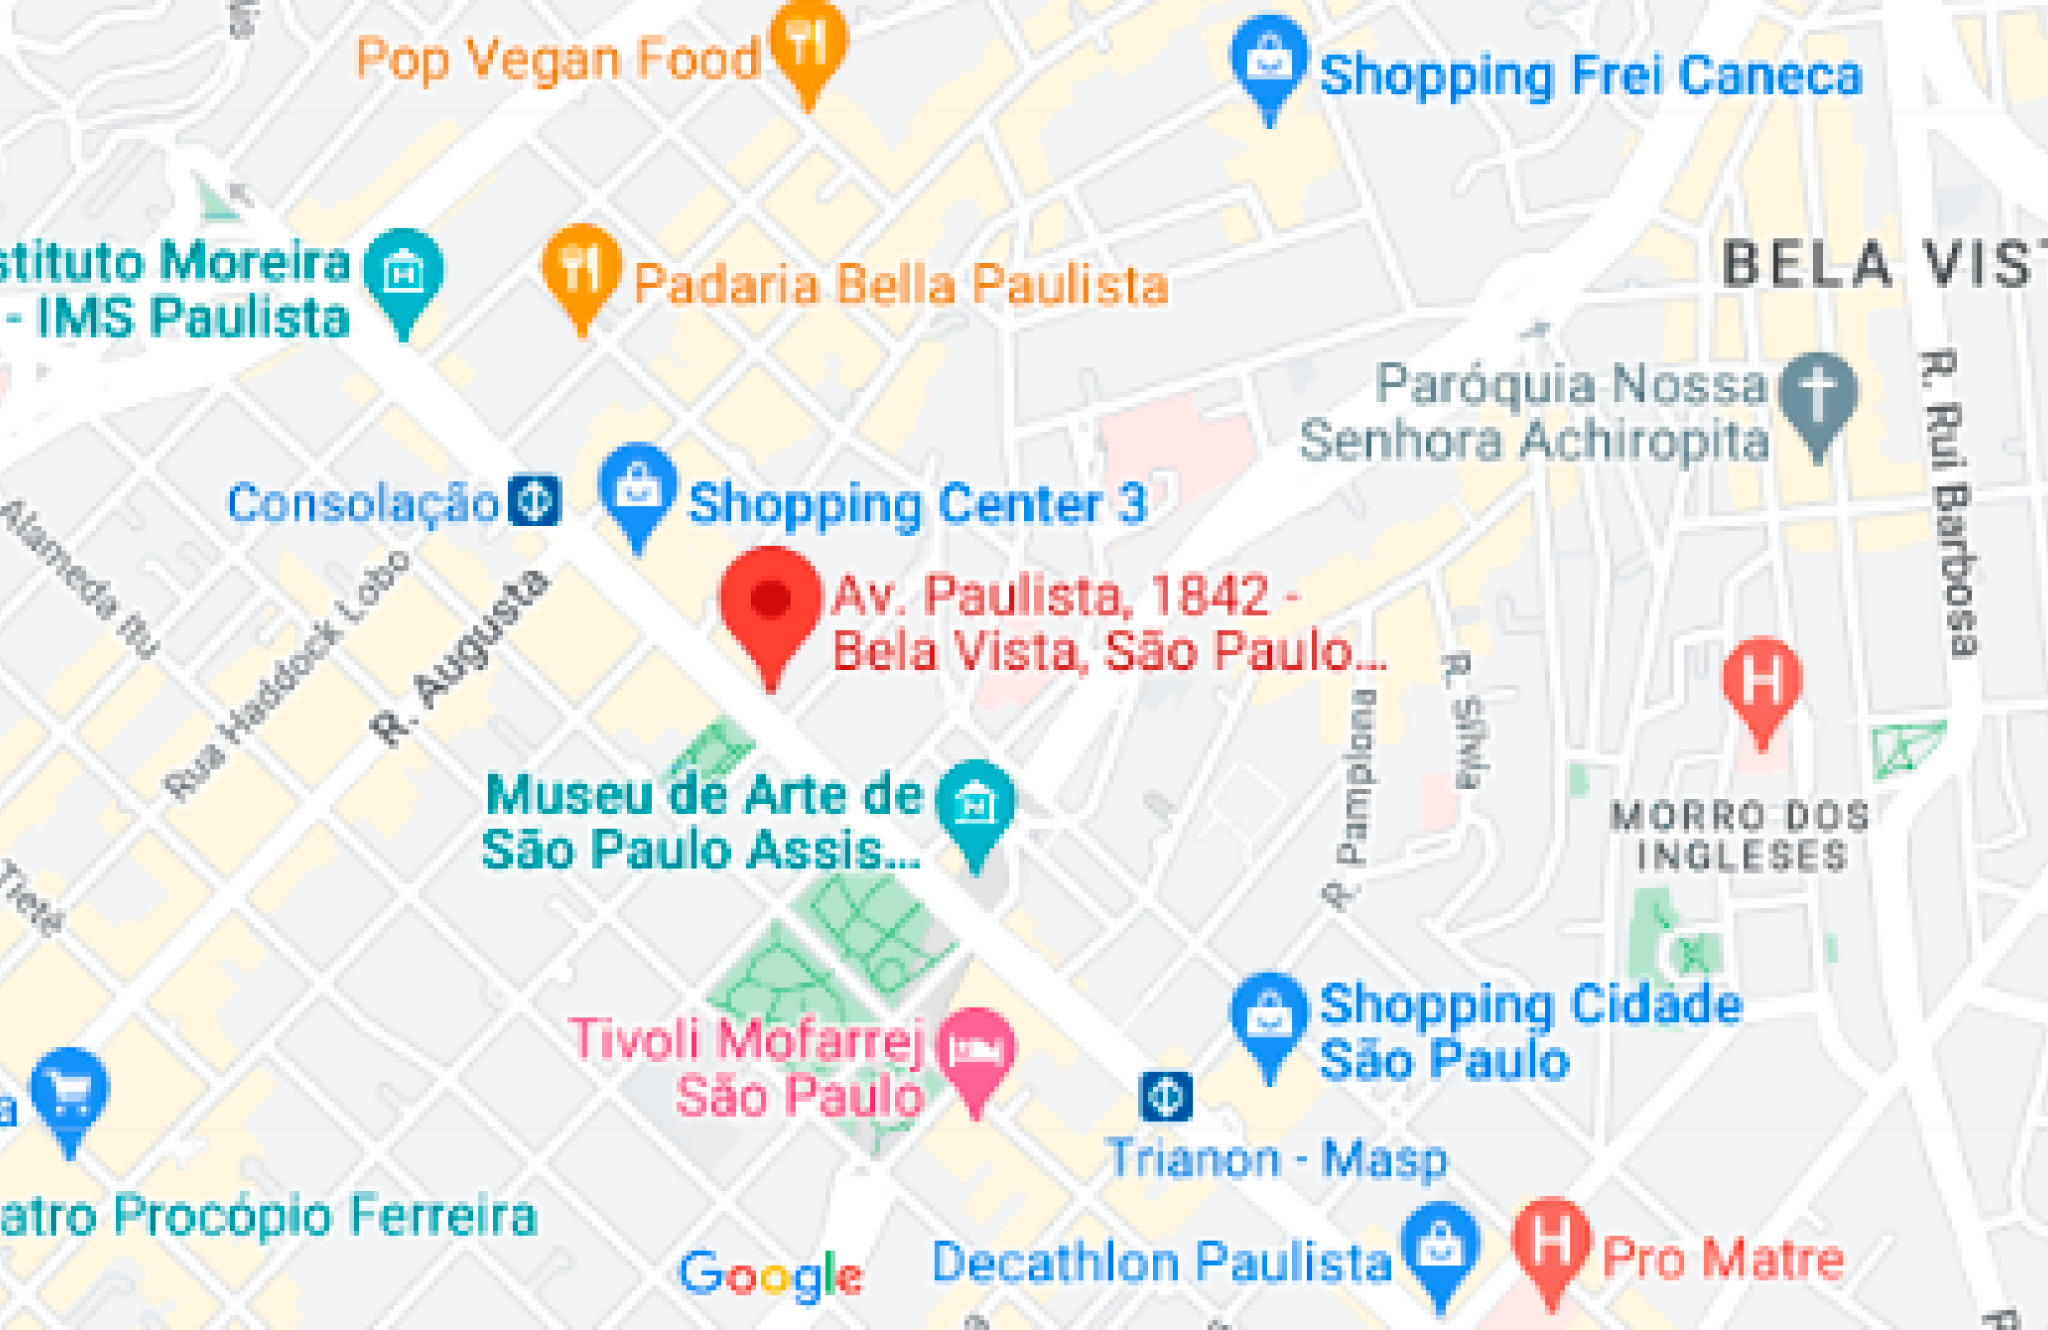 Pop Vegan Food
Shopping Frei Caneca
stituto Moreira
- IMS Paulista
Padaria Bella Paulista
BELA VIST
Paróquia Nossa
Senhora Achiropita
R. Rui Barbosa
Consolação
Shopping Center 3
Alameda Itu
Rua Haddock Lobo
R. Augusta
Av. Paulista, 1842 -
Bela Vista, São Paulo...
R. Pamplona
R. Sílvia
H
Museu de Arte de
São Paulo Assis...
MORRO DOS
INGLESES
Tietê
Shopping Cidade
São Paulo
Tivoli Mofarrej
São Paulo
a
Trianon - Masp
atro Procópio Ferreira
Google
Decathlon Paulista
H
Pro Matre